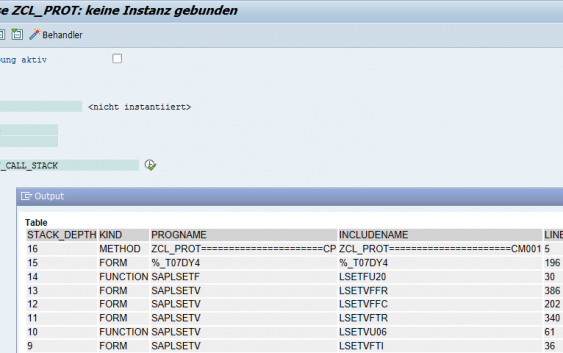 se ZCL_PROT: keine Instanz gebunden
Behandler
ung aktiv
<nicht instantiiert>
_CALL_STACK
Output
Table
STACK_DEPTH KIND PROGNAME INCLUDENAME LINE
16 METHOD ZCL_PROT======================CP ZCL_PROT======================CM001 5
15 FORM %_T07DY4 %_T07DY4 196
14 FUNCTION SAPLSETF LSETFU20 30
13 FORM SAPLSETV LSETVFFR 386
12 FORM SAPLSETV LSETVFFC 202
11 FORM SAPLSETV LSETVFTR 340
10 FUNCTION SAPLSETV LSETVU06 61
9 FORM SAPLSETV LSETVFTI 36